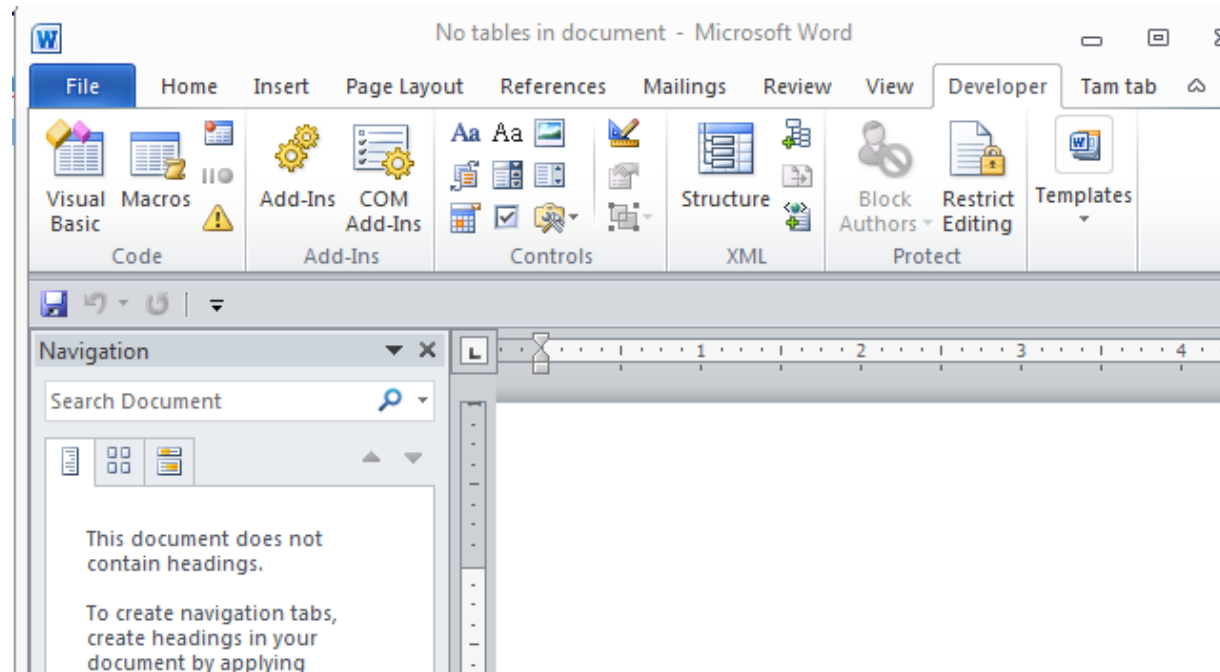 No tables in document - Microsoft Word
File Home Insert Page Layout References Mailings Review View Developer Tam tab
Aa Aa
Visual Basic Macros Add-Ins COM Add-Ins Structure Block Authors Restrict Editing Templates
Code Add-Ins Controls XML Protect
Navigation L 1 2 3 4
Search Document
This document does not
contain headings.
To create navigation tabs,
create headings in your
document by applying